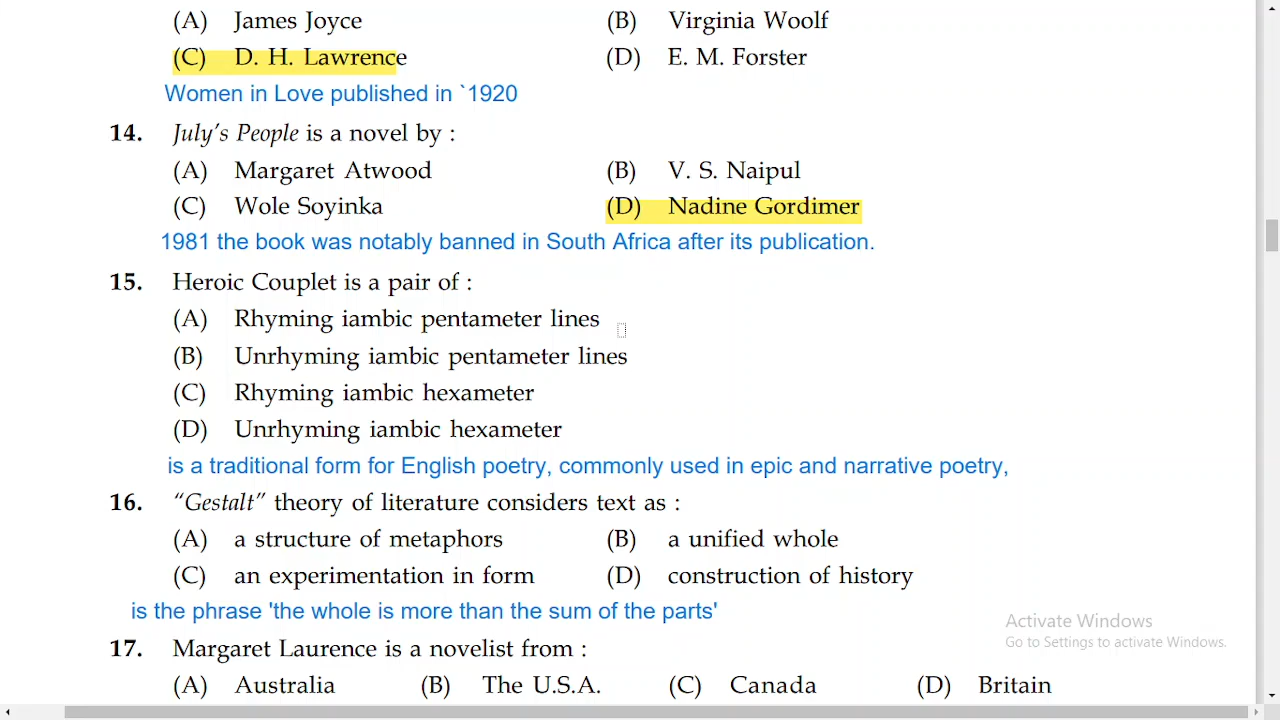 (A) James Joyce (B) Virginia Woolf
(C) D. H. Lawrence (D) E. M. Forster
Women in Love published in `1920
14. July's People is a novel by :
(A) Margaret Atwood (B) V. S. Naipul
(C) Wole Soyinka (D) Nadine Gordimer
1981 the book was notably banned in South Africa after its publication.
15. Heroic Couplet is a pair of :
(A) Rhyming iambic pentameter lines
(B) Unrhyming iambic pentameter lines
(C) Rhyming iambic hexameter
(D) Unrhyming iambic hexameter
is a traditional form for English poetry, commonly used in epic and narrative poetry,
16. "Gestalt" theory of literature considers text as :
(A) a structure of metaphors (B) a unified whole
(C) an experimentation in form (D) construction of history
is the phrase 'the whole is more than the sum of the parts'
Activate Windows
Go to Settings to activate Windows.
17. Margaret Laurence is a novelist from :
(A) Australia (B) The U.S.A. (C) Canada (D) Britain